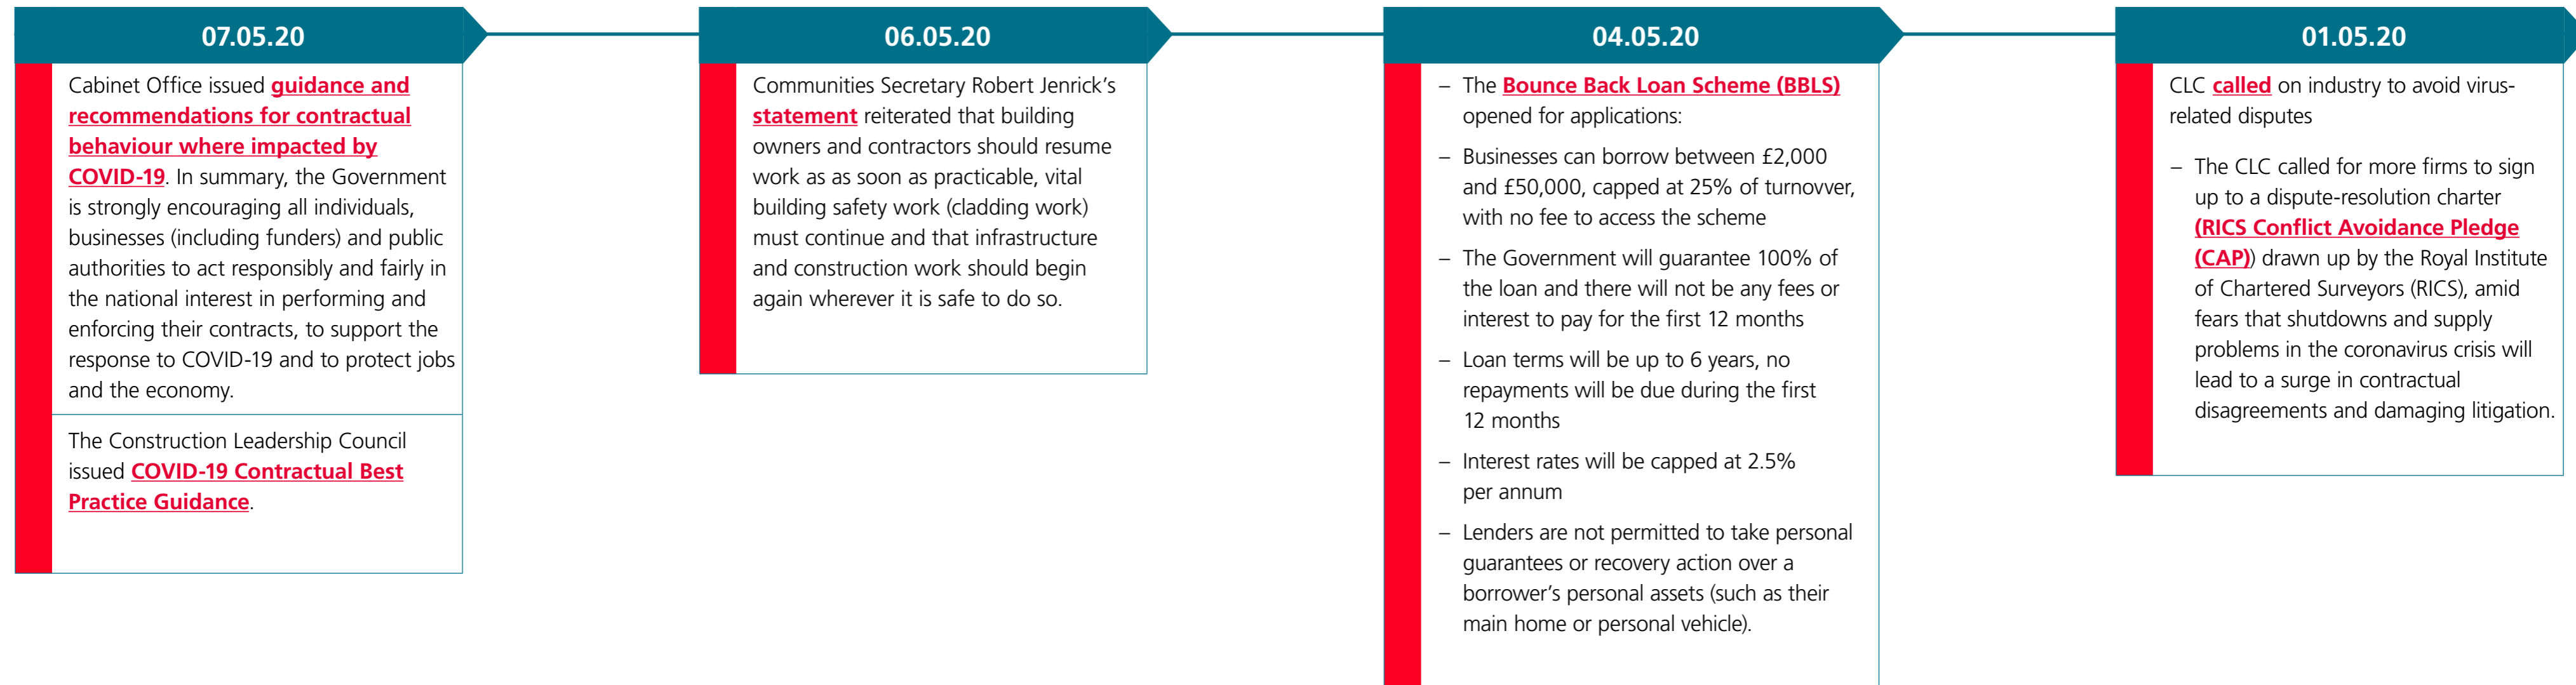 07.05.20
Cabinet Office issued guidance and
recommendations for contractual
behaviour where impacted by
COVID-19. In summary, the Government
is strongly encouraging all individuals,
businesses (including funders) and public
authorities to act responsibly and fairly in
the national interest in performing and
enforcing their contracts, to support the
response to COVID-19 and to protect jobs
and the economy.
The Construction Leadership Council
issued COVID-19 Contractual Best
Practice Guidance.
06.05.20
Communities Secretary Robert Jenrick’s
statement reiterated that building
owners and contractors should resume
work as as soon as practicable, vital
building safety work (cladding work)
must continue and that infrastructure
and construction work should begin
again wherever it is safe to do so.
04.05.20
– The Bounce Back Loan Scheme (BBLS)
opened for applications:
– Businesses can borrow between £2,000
and £50,000, capped at 25% of turnovver,
with no fee to access the scheme
– The Government will guarantee 100% of
the loan and there will not be any fees or
interest to pay for the first 12 months
– Loan terms will be up to 6 years, no
repayments will be due during the first
12 months
– Interest rates will be capped at 2.5%
per annum
– Lenders are not permitted to take personal
guarantees or recovery action over a
borrower’s personal assets (such as their
main home or personal vehicle).
01.05.20
CLC called on industry to avoid virus-
related disputes
– The CLC called for more firms to sign
up to a dispute-resolution charter
(RICS Conflict Avoidance Pledge
(CAP)) drawn up by the Royal Institute
of Chartered Surveyors (RICS), amid
fears that shutdowns and supply
problems in the coronavirus crisis will
lead to a surge in contractual
disagreements and damaging litigation.